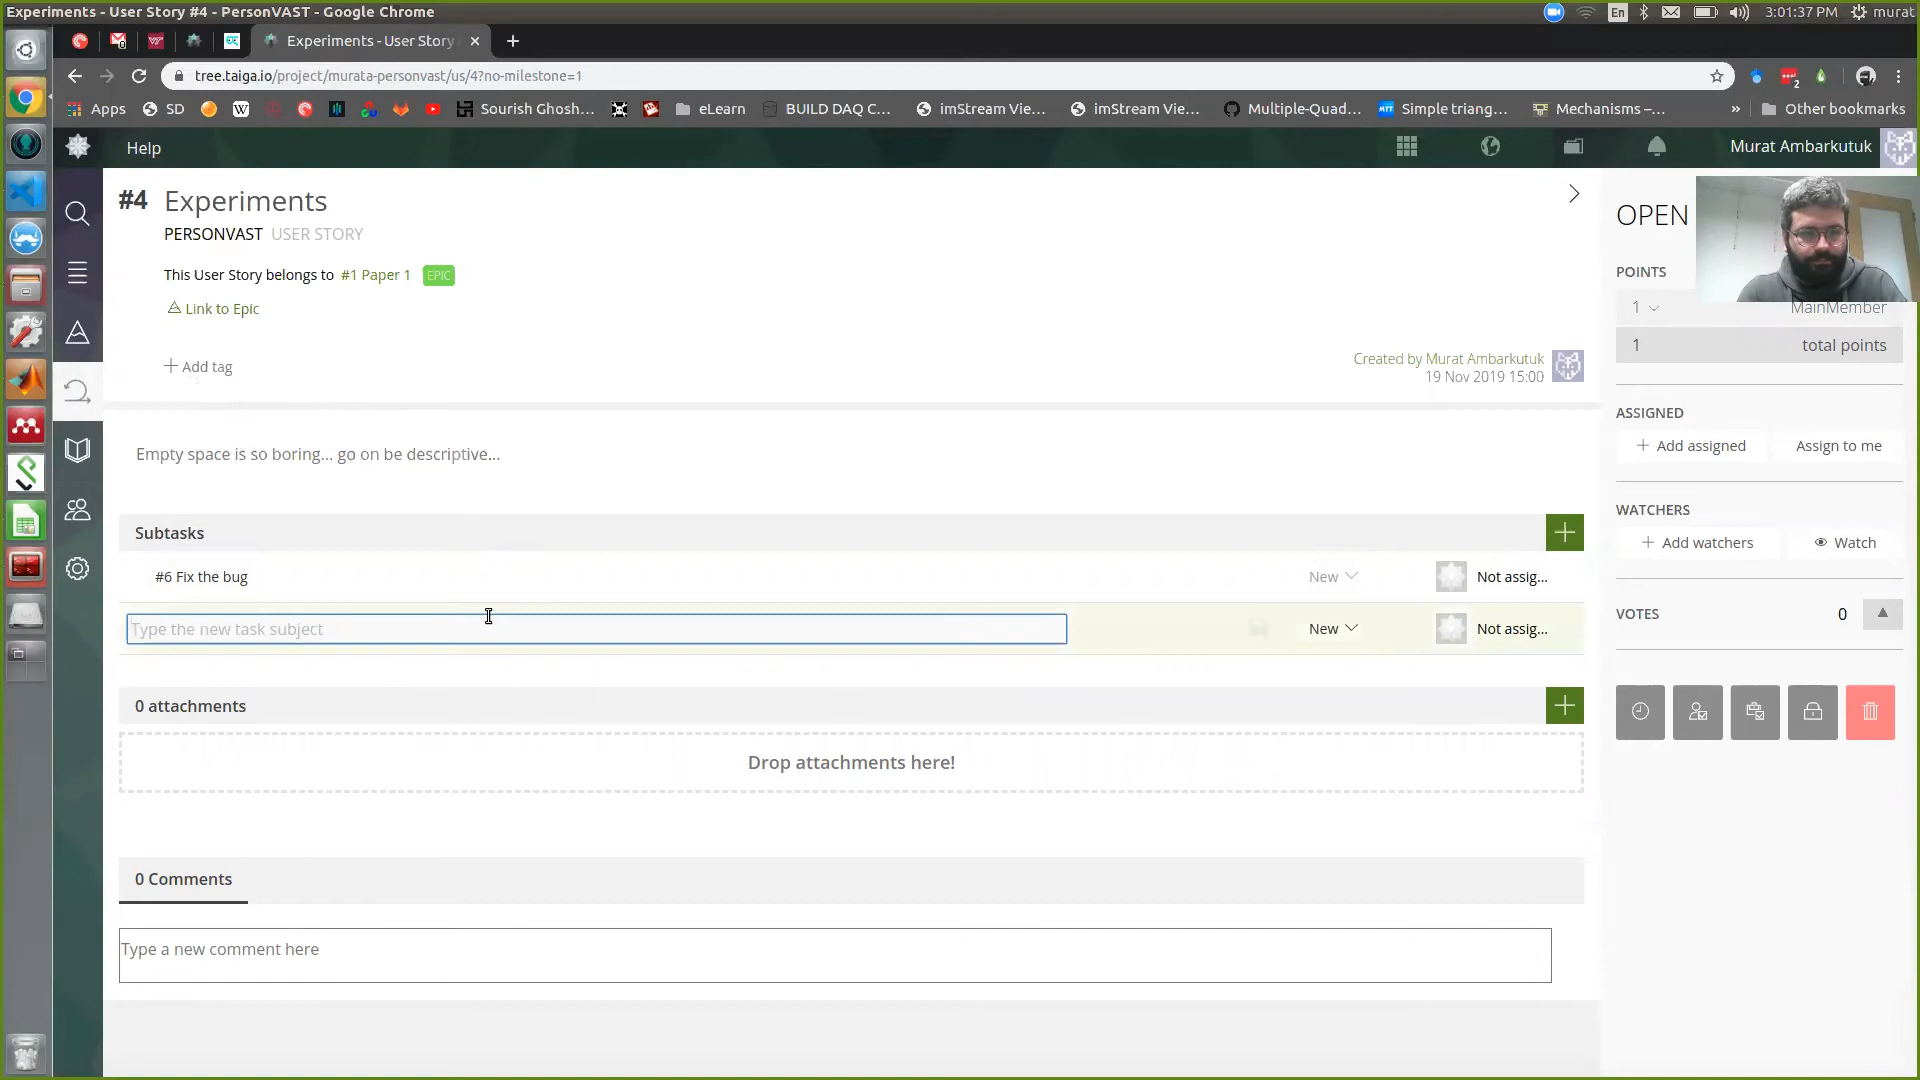 Experiments - User Story #4 - PersonVAST - Google Chrome
En
3:01:37 PM
murat
Experiments - User Story
tree.taiga.io/project/murata-personvast/us/4?no-milestone=1
Apps
SD
Sourish Ghosh...
eLearn
BUILD DAQ C...
imStream Vie...
imStream Vie...
Multiple-Quad...
Simple triang...
Mechanisms –...
»
Other bookmarks
Help
Murat Ambarkutuk
#4 Experiments
PERSONVAST USER STORY
This User Story belongs to #1 Paper 1 EPIC
Link to Epic
+ Add tag
Created by Murat Ambarkutuk
19 Nov 2019 15:00
Empty space is so boring... go on be descriptive...
Subtasks
#6 Fix the bug
New
Not assig...
Type the new task subject
New
Not assig...
0 attachments
Drop attachments here!
0 Comments
Type a new comment here
OPEN
POINTS
1 MainMember
1 total points
ASSIGNED
+ Add assigned
Assign to me
WATCHERS
+ Add watchers
Watch
VOTES
0